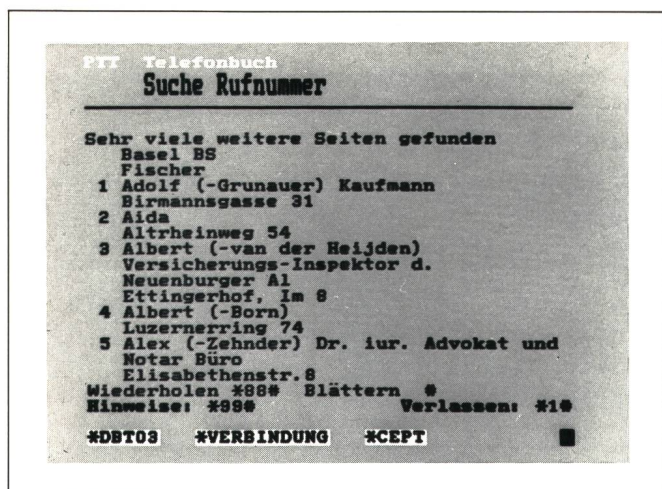 PTT Telefonbuch
Suche Rufnummer
Sehr viele weitere Seiten gefunden
Basel BS
Fischer
1 Adolf (-Grunauer) Kaufmann
Birmannsgasse 31
2 Aida
Altrheinweg 54
3 Albert (-van der Heijden)
Versicherungs-Inspektor d.
Neuenburger Al
Ettingerhof, Im 8
4 Albert (-Born)
Luzernerring 74
5 Alex (-Zehnder) Dr. iur. Advokat und
Notar Büro
Elisabethenstr.8
Wiederholen *88# Blättern #
Hinweise: *99# Verlassen: *1#
*DBT03 *VERBINDUNG *CEPT